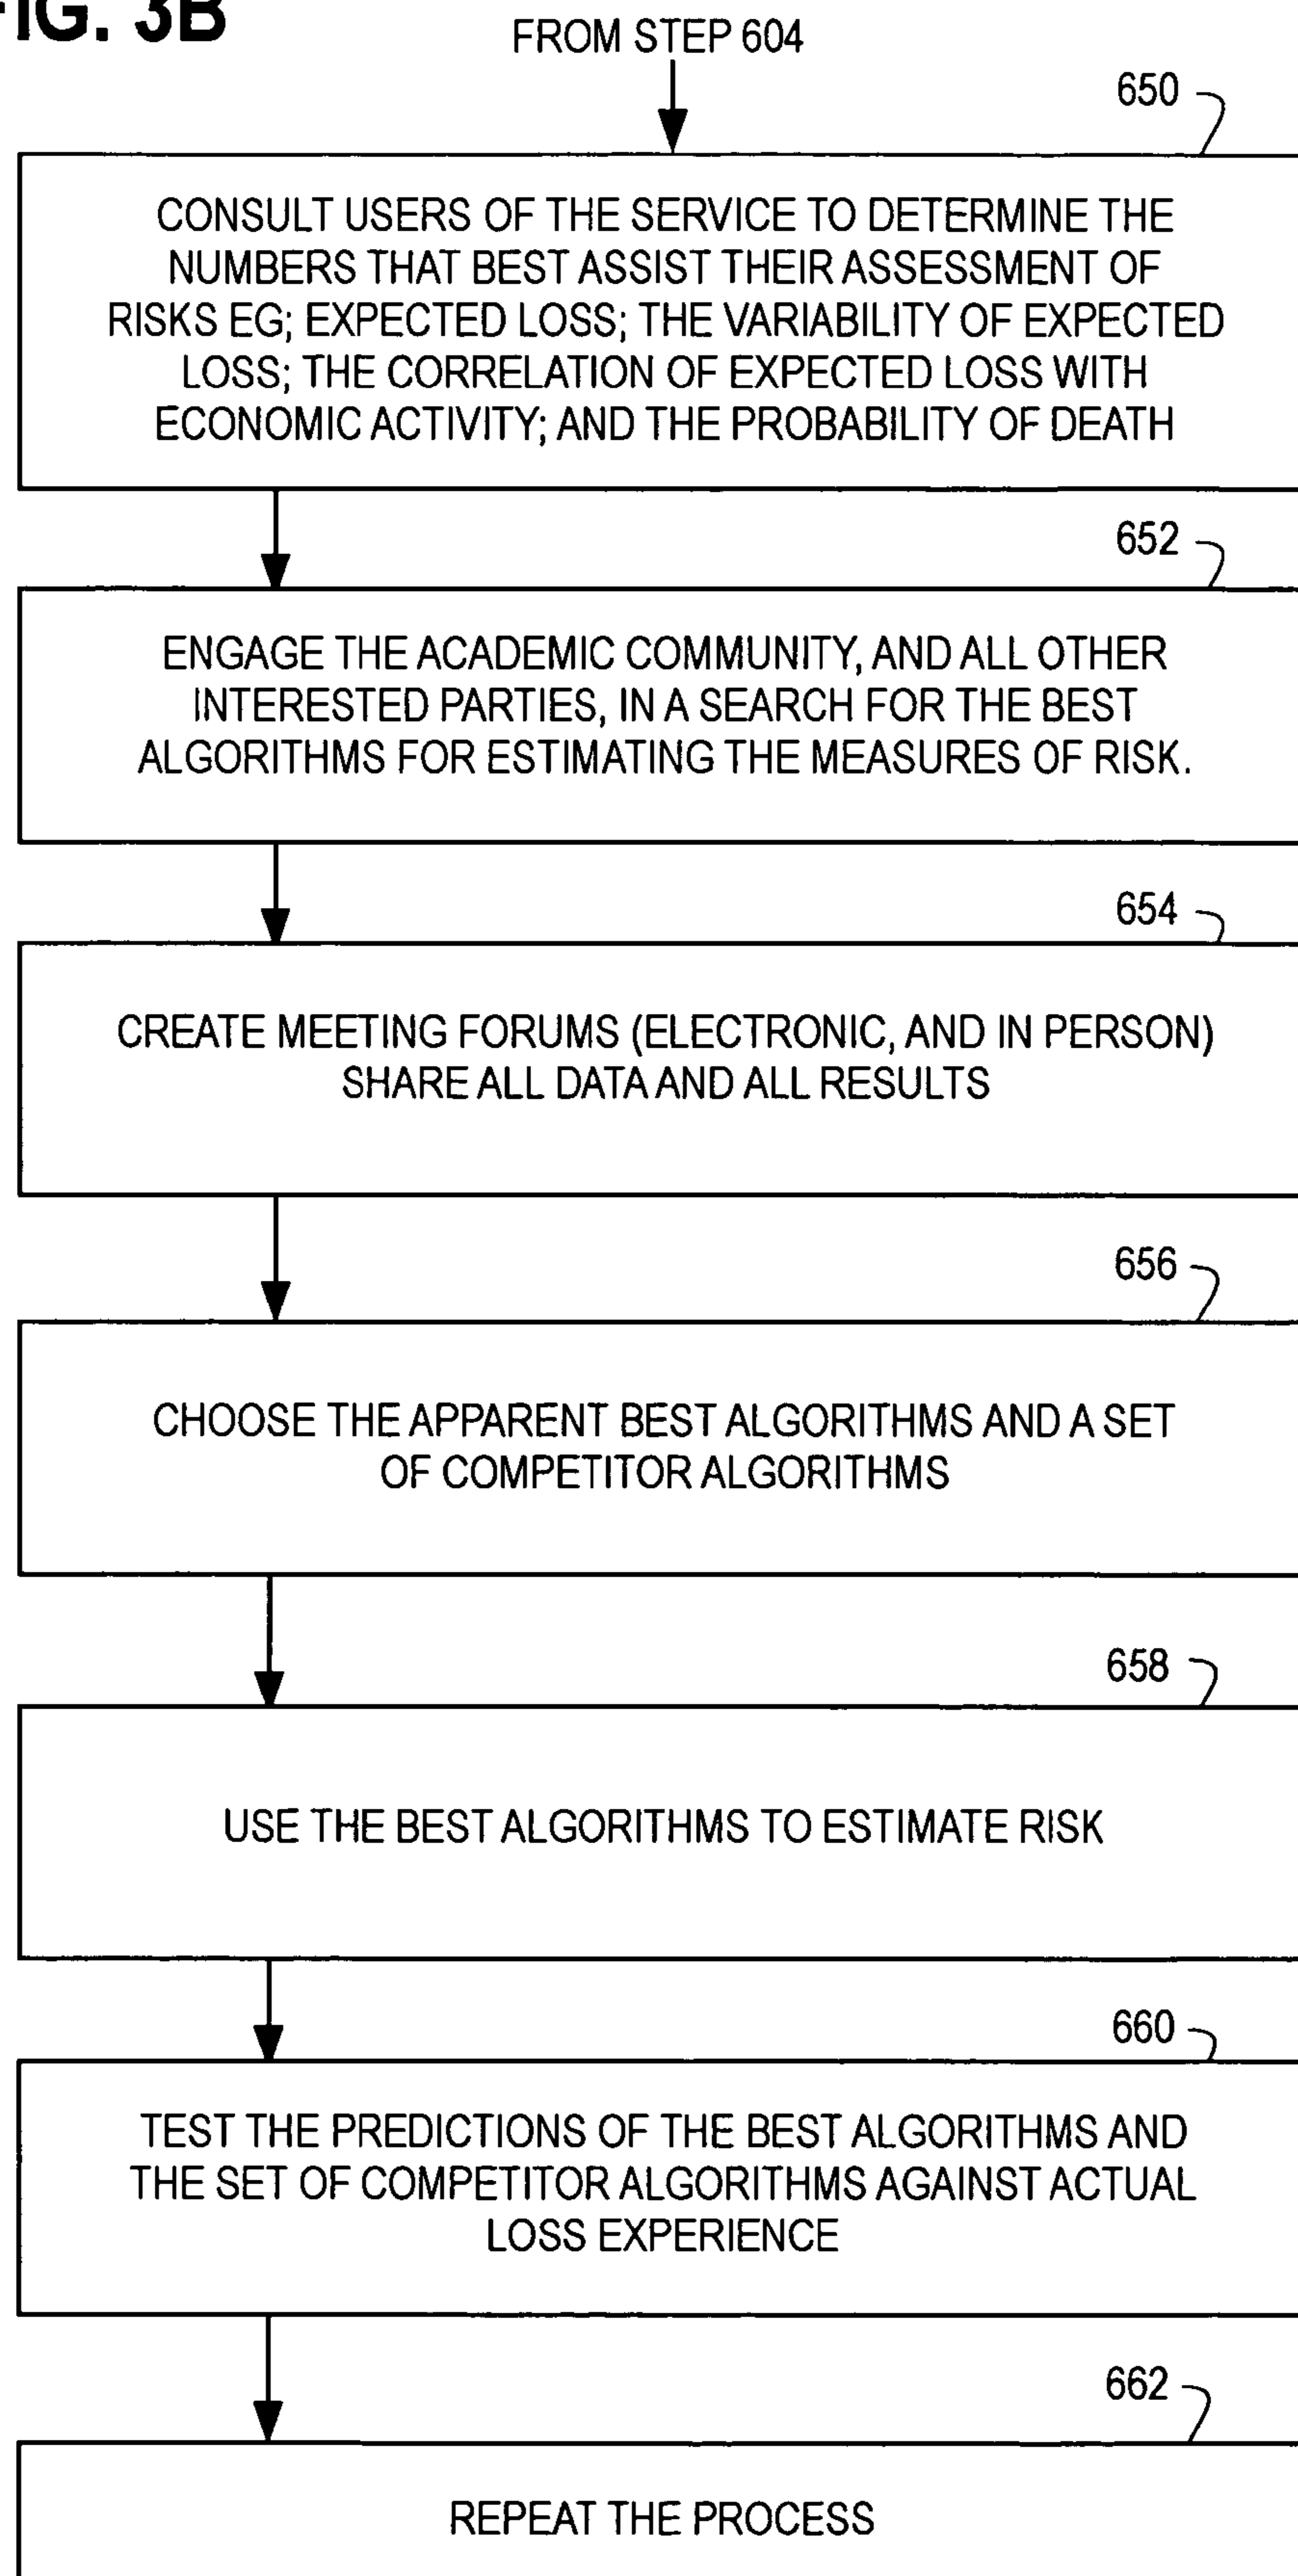 FIG. 3B
FROM STEP 604
650
CONSULT USERS OF THE SERVICE TO DETERMINE THE
NUMBERS THAT BEST ASSIST THEIR ASSESSMENT OF
RISKS EG; EXPECTED LOSS; THE VARIABILITY OF EXPECTED
LOSS; THE CORRELATION OF EXPECTED LOSS WITH
ECONOMIC ACTIVITY; AND THE PROBABILITY OF DEATH
652
ENGAGE THE ACADEMIC COMMUNITY, AND ALL OTHER
INTERESTED PARTIES, IN A SEARCH FOR THE BEST
ALGORITHMS FOR ESTIMATING THE MEASURES OF RISK.
654
CREATE MEETING FORUMS (ELECTRONIC, AND IN PERSON)
SHARE ALL DATA AND ALL RESULTS
656
CHOOSE THE APPARENT BEST ALGORITHMS AND A SET
OF COMPETITOR ALGORITHMS
658
USE THE BEST ALGORITHMS TO ESTIMATE RISK
660
TEST THE PREDICTIONS OF THE BEST ALGORITHMS AND
THE SET OF COMPETITOR ALGORITHMS AGAINST ACTUAL
LOSS EXPERIENCE
662
REPEAT THE PROCESS